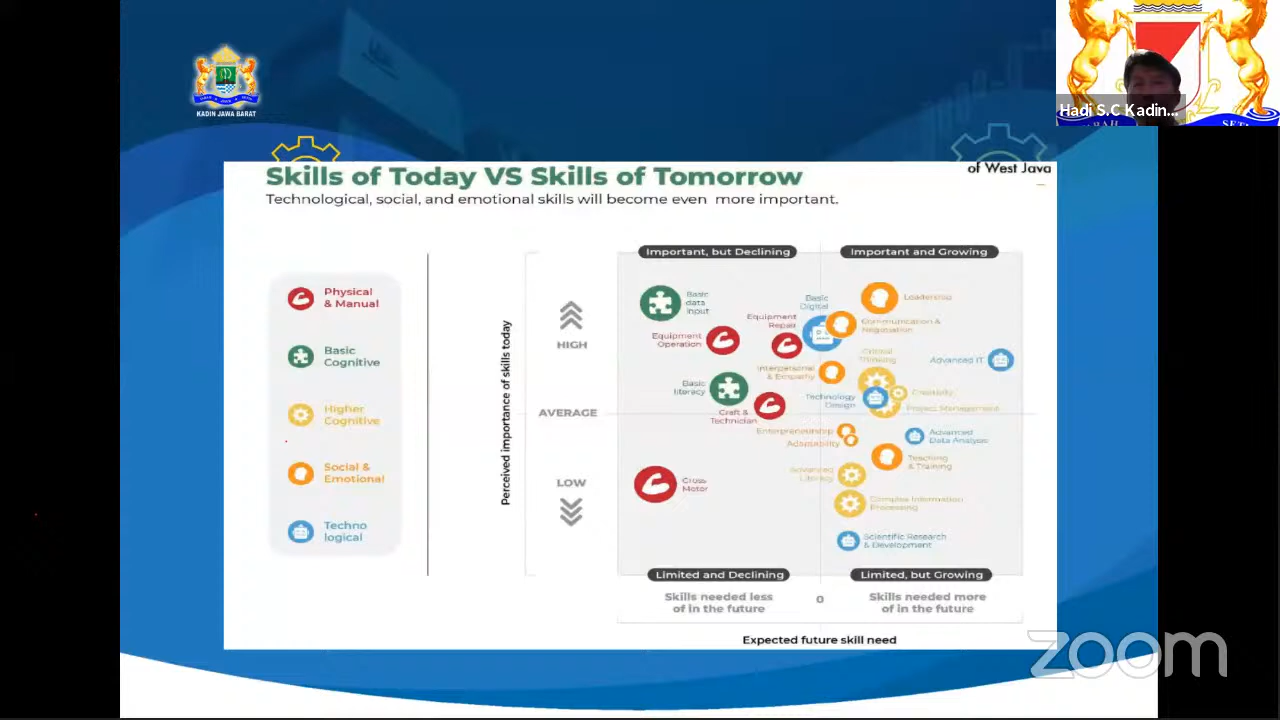 KADIN JAWA BARAT
Hadi S.C Kadin...
of West Java
Skills of Today VS Skills of Tomorrow
Technological, social, and emotional skills will become even more important.
Physical
& Manual
Basic
Cognitive
Higher
Cognitive
Social &
Emotional
Techno
logical
Perceived importance of skills today
HIGH
AVERAGE
LOW
Important, but Declining
Important and Growing
Basic
data
input
Equipment
Operation
Equipment
Repair
Basic
Digital
Leadership
Communication &
Negotiation
Interpersonal
& Empathy
Critical
Thinking
Advanced IT
Basic
literacy
Craft &
Technician
Technology
Design
Creativity
Project Management
Enterpreneurship
Adaptability
Advanced
Data Analysis
Teaching
& Training
Advanced
Literacy
Gross
Motor
Complex Information
Processing
Scientific Research
& Development
Limited and Declining
Limited, but Growing
Skills needed less
of in the future
0
Skills needed more
of in the future
Expected future skill need
zoom